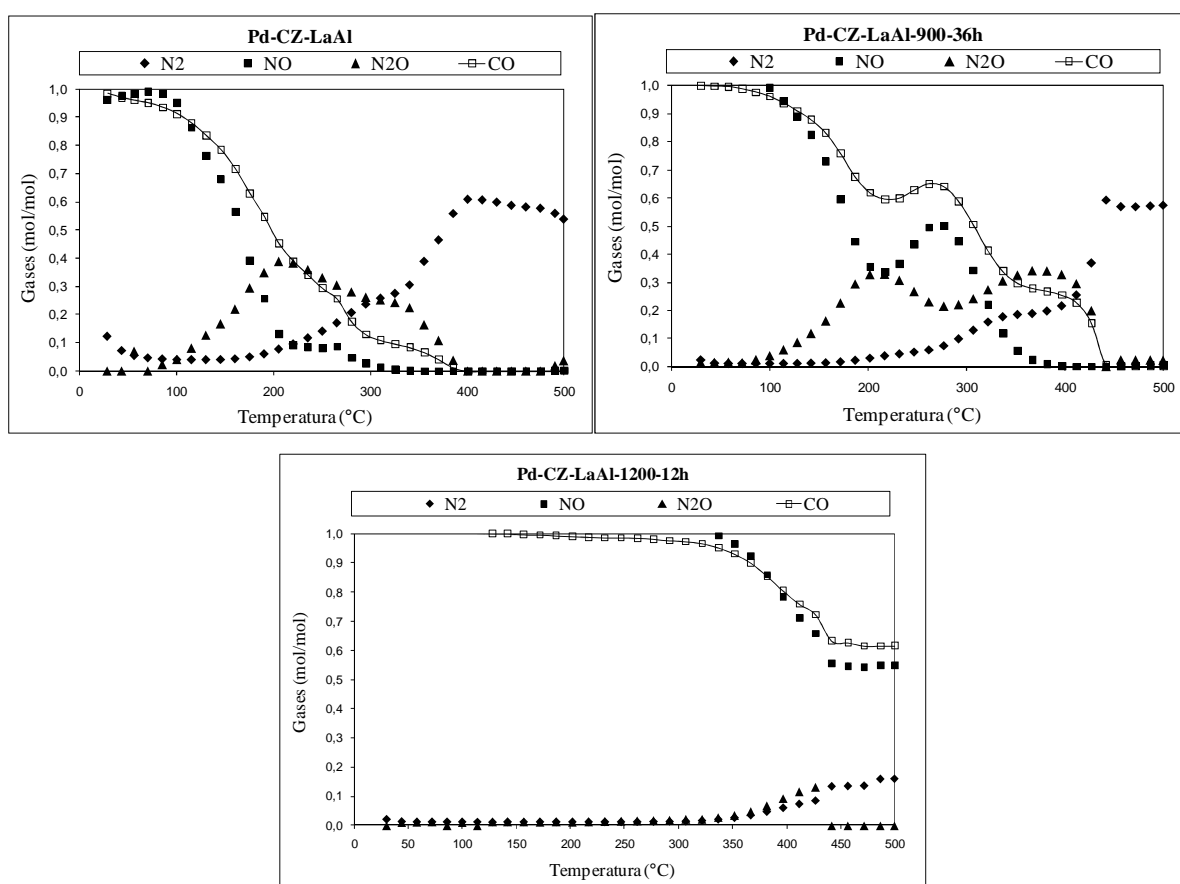 Pd-CZ-LaAl
N2 NO N2O CO
1,0
0,9
0,8
0,7
0,6
0,5
0,4
0,3
0,2
0,1
0,0
Gases (mol/mol)
0 100 200 300 400 500
Temperatura (°C)
Pd-CZ-LaAl-900-36h
N2 NO N2O CO
1,0
0,9
0,8
0,7
0,6
0,5
0,4
0,3
0,2
0,1
0,0
Gases (mol/mol)
0 100 200 300 400 500
Temperatura (°C)
Pd-CZ-LaAl-1200-12h
N2 NO N2O CO
1,0
0,9
0,8
0,7
0,6
0,5
0,4
0,3
0,2
0,1
0,0
Gases (mol/mol)
0 50 100 150 200 250 300 350 400 450 500
Temperatura (°C)